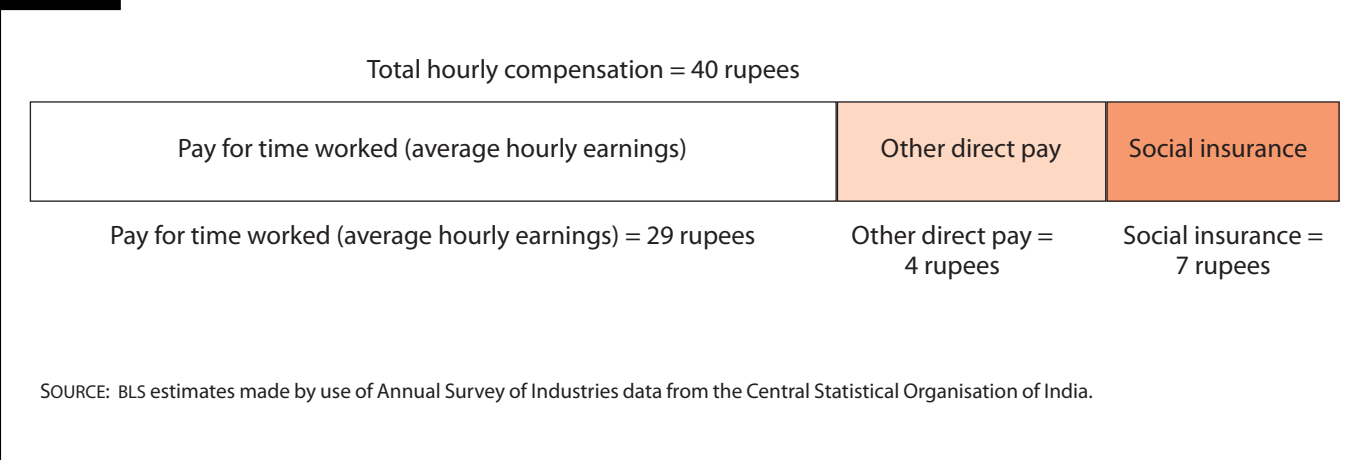 Total hourly compensation = 40 rupees
Pay for time worked (average hourly earnings)
Other direct pay
Social insurance
Pay for time worked (average hourly earnings) = 29 rupees
Other direct pay =
4 rupees
Social insurance =
7 rupees
SOURCE: BLS estimates made by use of Annual Survey of Industries data from the Central Statistical Organisation of India.